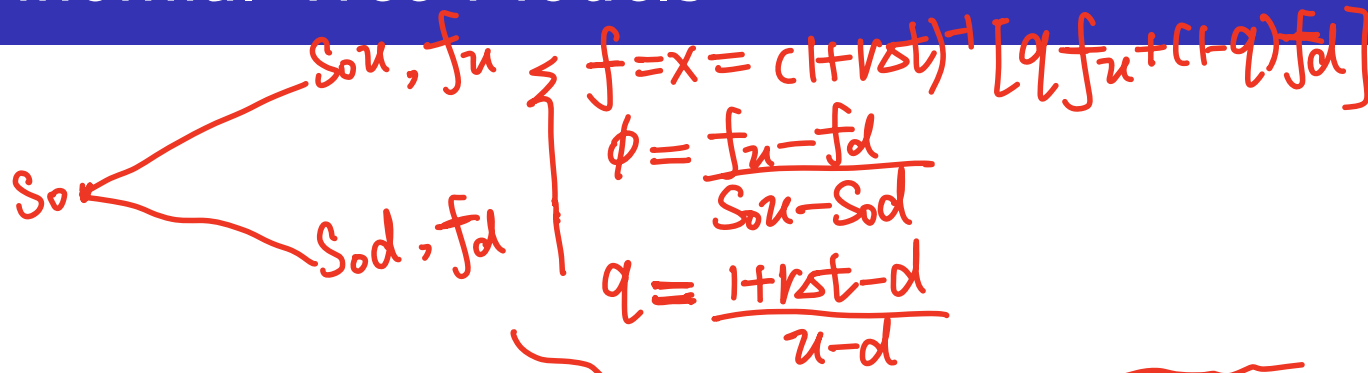 S₀u, fu
f = x = (1+rδt)⁻¹ [q fu + (1-q) fd]
ϕ = (fu - fd) / (S₀u - S₀d)
S₀
S₀d, fd
q = (1+rδt-d) / (u-d)